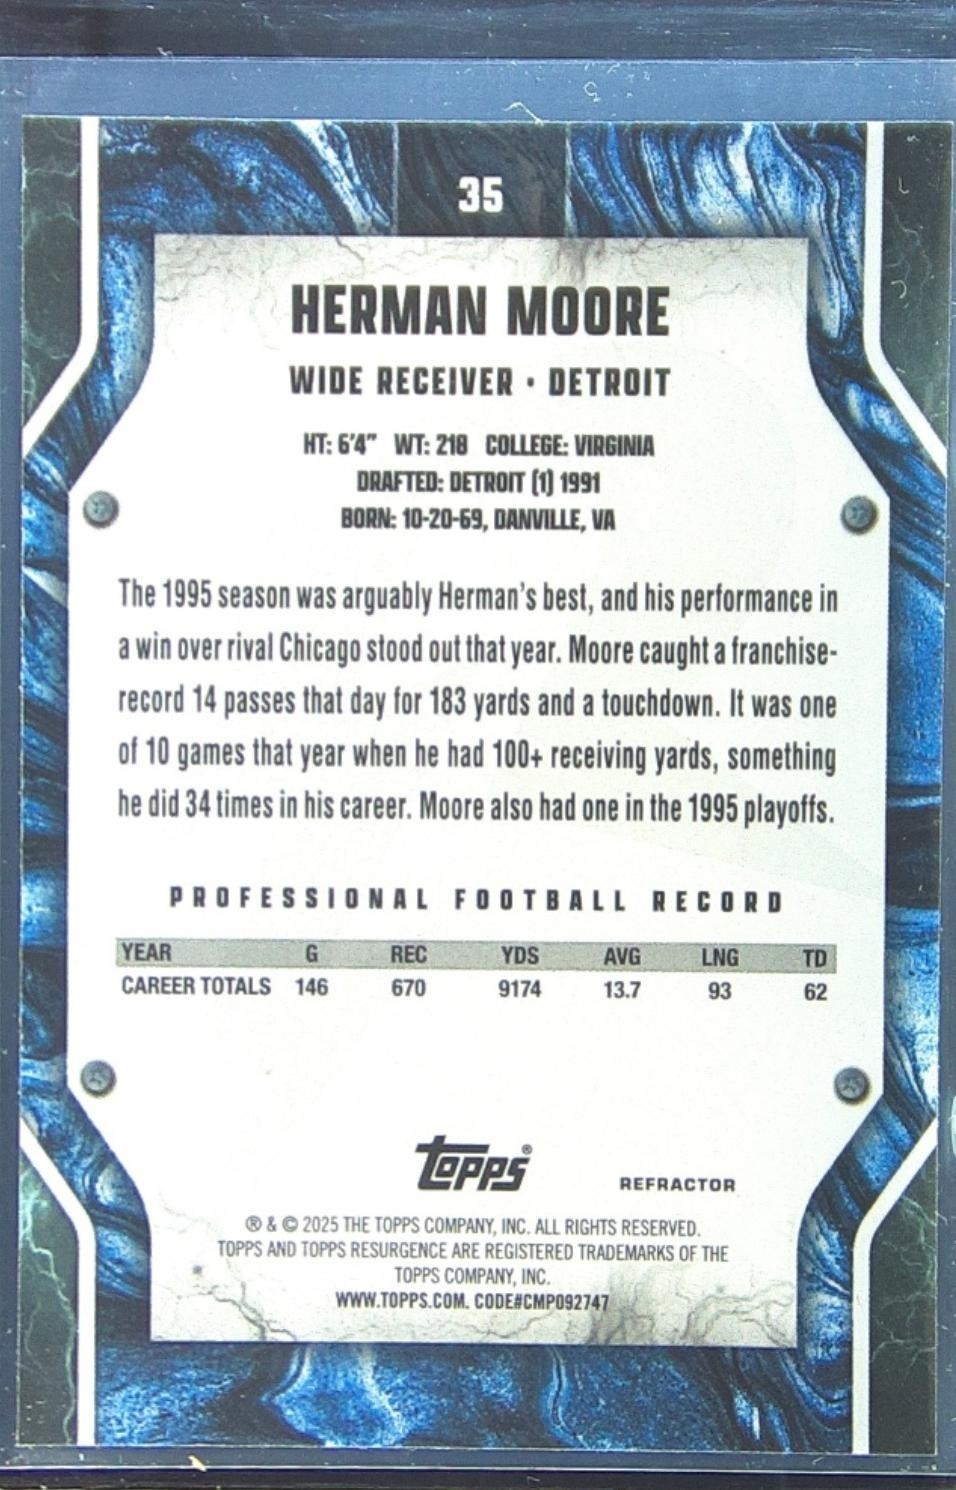 35
HERMAN MOORE
WIDE RECEIVER • DETROIT
HT: 6'4" WT: 218 COLLEGE: VIRGINIA
DRAFTED: DETROIT (1) 1991
BORN: 10-20-69, DANVILLE, VA
The 1995 season was arguably Herman's best, and his performance in
a win over rival Chicago stood out that year. Moore caught a franchise-
record 14 passes that day for 183 yards and a touchdown. It was one
of 10 games that year when he had 100+ receiving yards, something
he did 34 times in his career. Moore also had one in the 1995 playoffs.
PROFESSIONAL FOOTBALL RECORD
YEAR G REC YDS AVG LNG TD
CAREER TOTALS 146 670 9174 13.7 93 62
Topps®
REFRACTOR
® & © 2025 THE TOPPS COMPANY, INC. ALL RIGHTS RESERVED.
TOPPS AND TOPPS RESURGENCE ARE REGISTERED TRADEMARKS OF THE
TOPPS COMPANY, INC.
WWW.TOPPS.COM. CODE#CMP092747